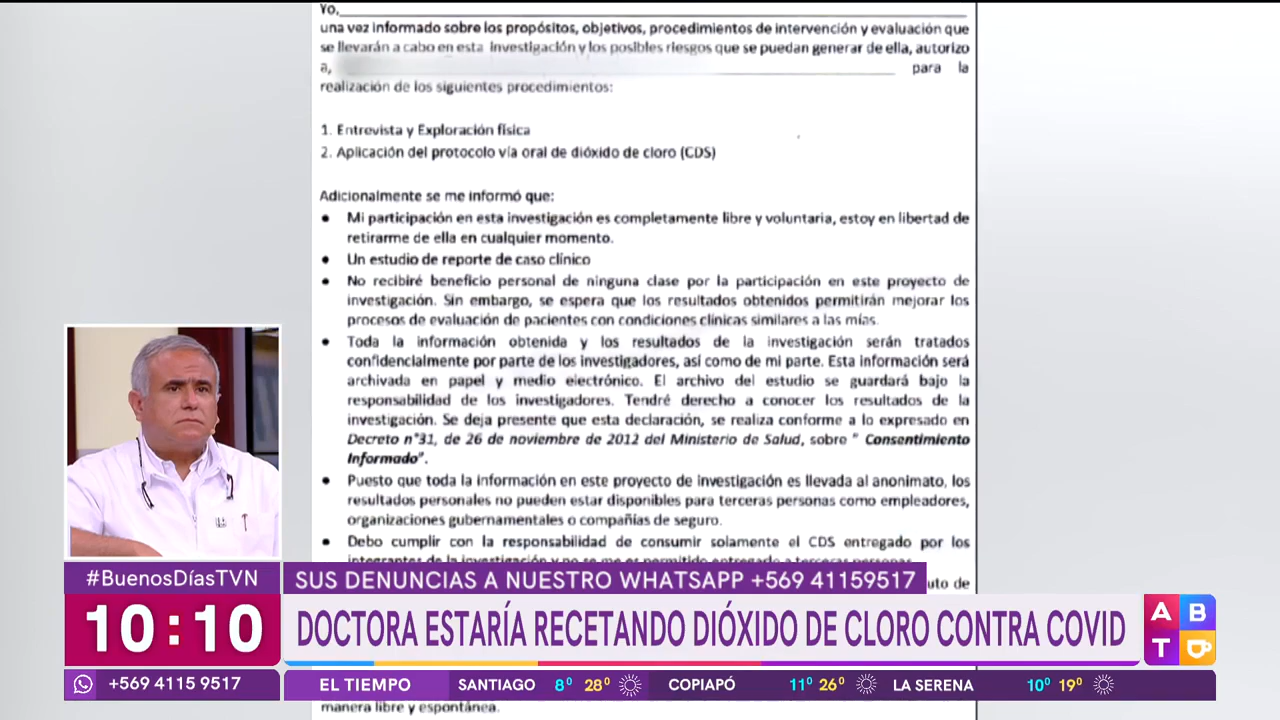 Yo,
una vez informado sobre los propósitos, objetivos, procedimientos de intervención y evaluación que
se llevarán a cabo en esta investigación y los posibles riesgos que se puedan generar de ella, autorizo
a, para la
realización de los siguientes procedimientos:
1. Entrevista y Exploración física
2. Aplicación del protocolo vía oral de dióxido de cloro (CDS)
Adicionalmente se me informó que:
• Mi participación en esta investigación es completamente libre y voluntaria, estoy en libertad de
retirarme de ella en cualquier momento.
• Un estudio de reporte de caso clínico
• No recibiré beneficio personal de ninguna clase por la participación en este proyecto de
investigación. Sin embargo, se espera que los resultados obtenidos permitirán mejorar los
procesos de evaluación de pacientes con condiciones clínicas similares a las mías.
• Toda la información obtenida y los resultados de la investigación serán tratados
confidencialmente por parte de los investigadores, así como de mi parte. Esta información será
archivada en papel y medio electrónico. El archivo del estudio se guardará bajo la
responsabilidad de los investigadores. Tendré derecho a conocer los resultados de la
investigación. Se deja presente que esta declaración, se realiza conforme a lo expresado en
Decreto n°31, de 26 de noviembre de 2012 del Ministerio de Salud, sobre " Consentimiento
Informado".
• Puesto que toda la información en este proyecto de investigación es llevada al anonimato, los
resultados personales no pueden estar disponibles para terceras personas como empleadores,
organizaciones gubernamentales o compañías de seguro.
• Debo cumplir con la responsabilidad de consumir solamente el CDS entregado por los
integrantes de la investigación y no se me es permitido entregado a terceras personas
uto de
#BuenosDíasTVN
SUS DENUNCIAS A NUESTRO WHATSAPP +569 41159517
10:10
DOCTORA ESTARÍA RECETANDO DIÓXIDO DE CLORO CONTRA COVID
A B
T
+569 4115 9517
EL TIEMPO SANTIAGO 8° 28° COPIAPÓ 11° 26° LA SERENA 10° 19°
manera libre y espontánea.